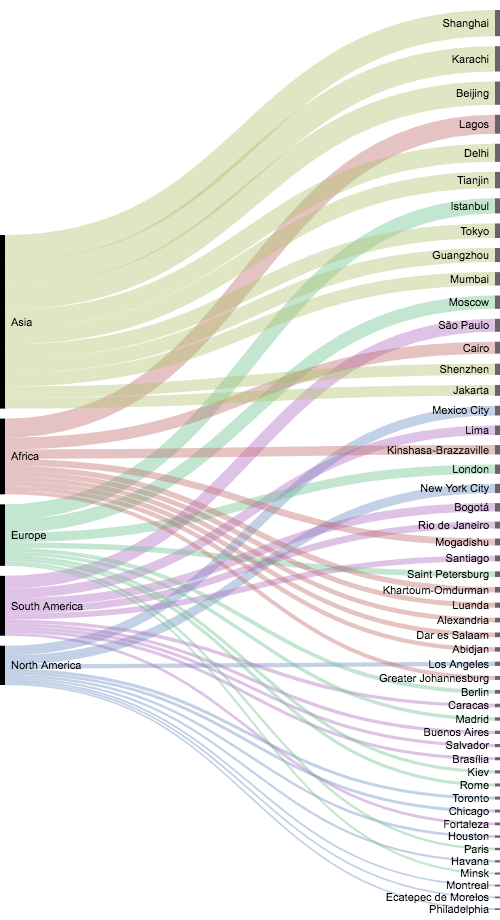 Shanghai
Karachi
Beijing
Lagos
Delhi
Tianjin
Istanbul
Tokyo
Guangzhou
Mumbai
Moscow
Asia
São Paulo
Cairo
Shenzhen
Jakarta
Mexico City
Lima
Kinshasa-Brazzaville
Africa
London
New York City
Bogotá
Rio de Janeiro
Europe
Mogadishu
Santiago
Saint Petersburg
Khartoum-Omdurman
Luanda
South America
Alexandria
Dar es Salaam
Abidjan
Los Angeles
North America
Greater Johannesburg
Berlin
Caracas
Madrid
Buenos Aires
Salvador
Brasília
Kiev
Rome
Toronto
Chicago
Fortaleza
Houston
Paris
Havana
Minsk
Montreal
Ecatepec de Morelos
Philadelphia